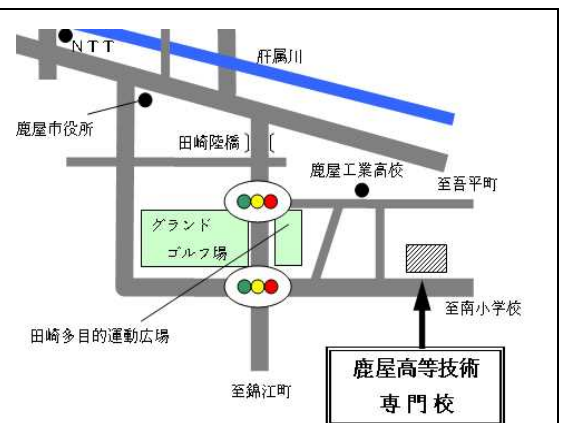 NTT
肝属川
鹿屋市役所
田崎陸橋
鹿屋工業高校
至吾平町
グランド
ゴルフ場
至南小学校
田崎多目的運動広場
至錦江町
鹿屋高等技術
専門校